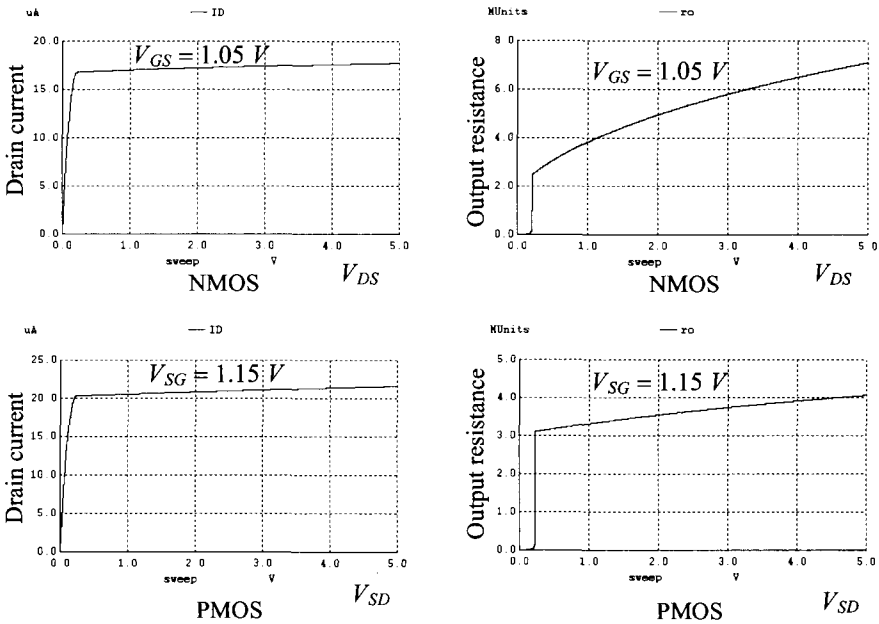 uA — ID
Drain current
20.0
15.0
10.0
5.0
0.0
V_GS = 1.05 V
0.0 1.0 2.0 3.0 4.0 5.0
sweep V
NMOS
V_DS
MUnits — ro
Output resistance
8.0
6.0
4.0
2.0
0.0
V_GS = 1.05 V
0.0 1.0 2.0 3.0 4.0 5.0
sweep V
NMOS
V_DS
uA — ID
Drain current
25.0
20.0
15.0
10.0
5.0
0.0
V_SG = 1.15 V
0.0 1.0 2.0 3.0 4.0 5.0
sweep V
PMOS
V_SD
MUnits — ro
Output resistance
5.0
4.0
3.0
2.0
1.0
0.0
V_SG = 1.15 V
0.0 1.0 2.0 3.0 4.0 5.0
sweep V
PMOS
V_SD